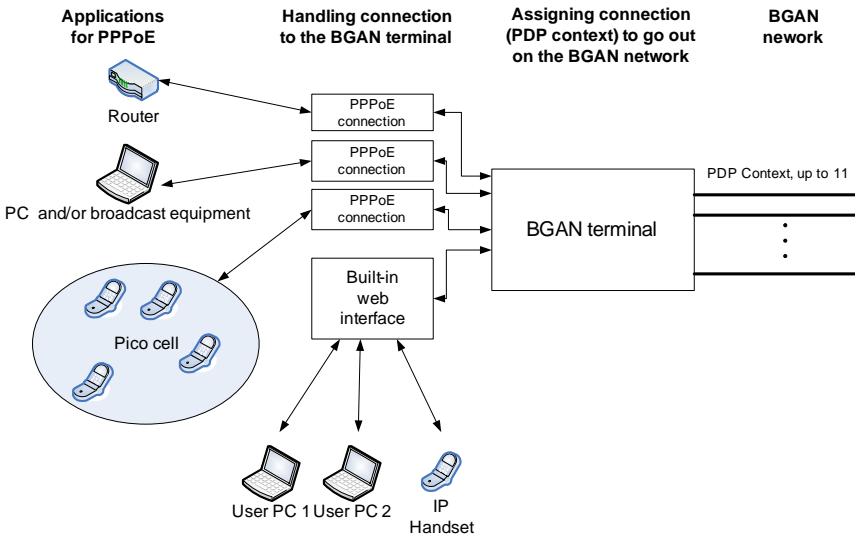 Applications
for PPPoE
Handling connection
to the BGAN terminal
Assigning connection
(PDP context) to go out
on the BGAN network
BGAN
nework
Router
PPPoE
connection
PPPoE
connection
PPPoE
connection
PC and/or broadcast equipment
BGAN terminal
PDP Context, up to 11
Pico cell
Built-in
web
interface
User PC 1
User PC 2
IP
Handset